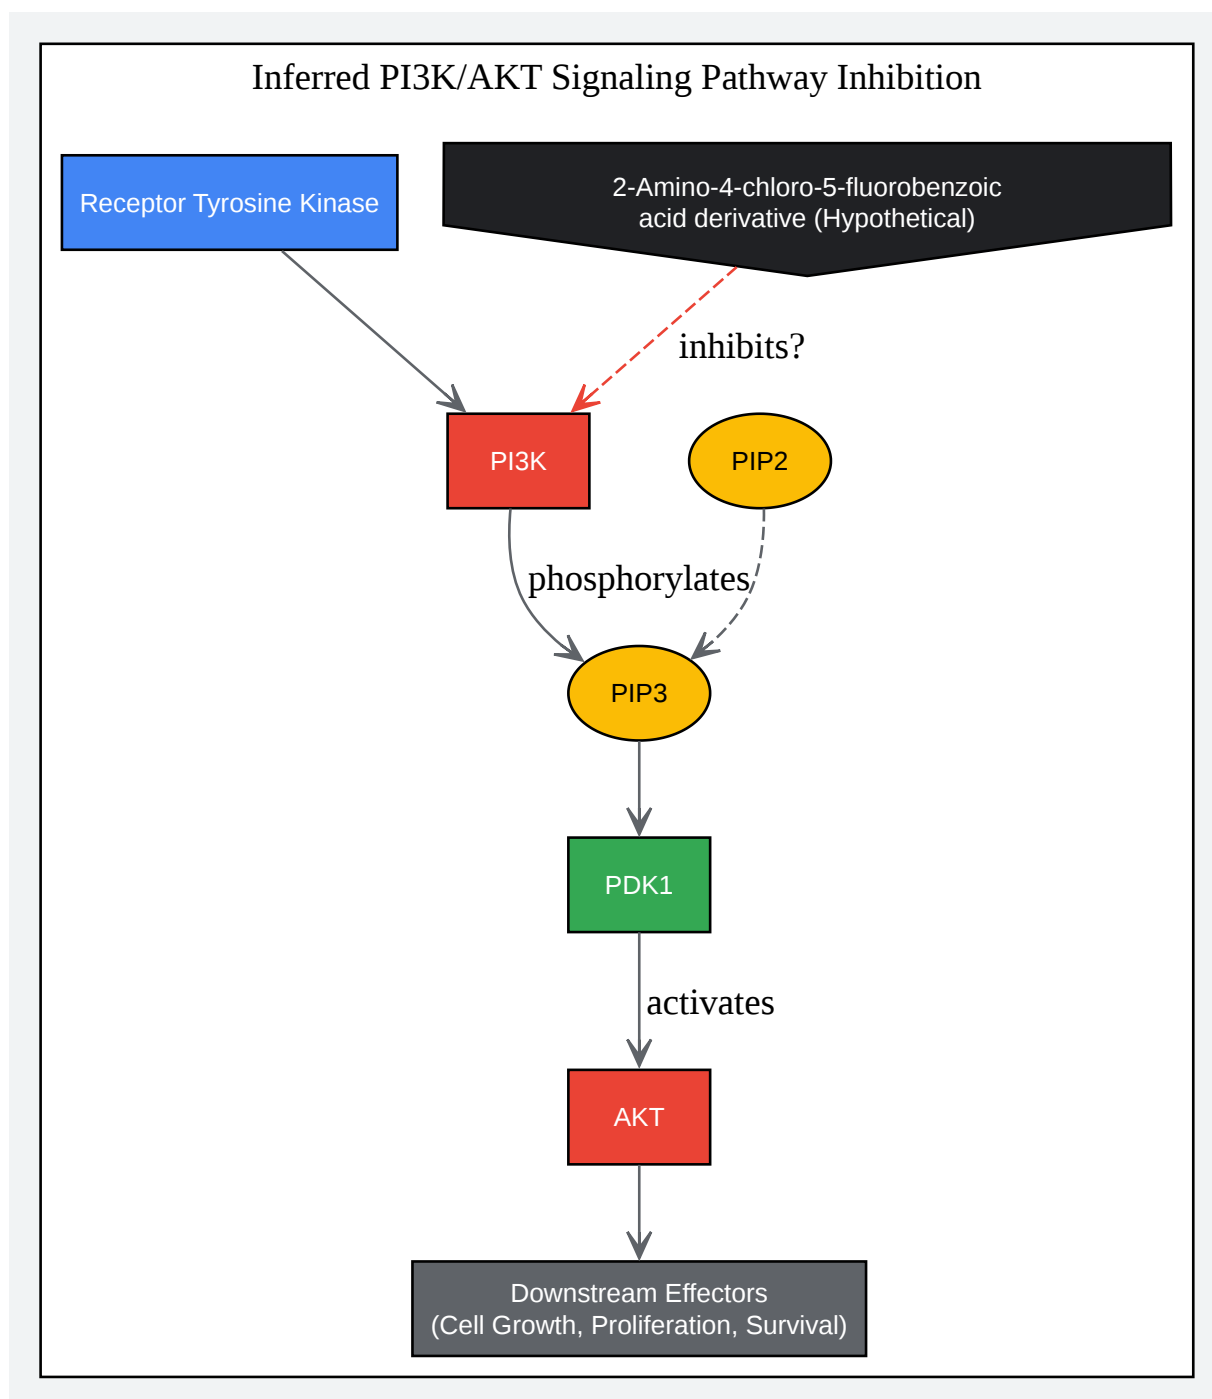 Inferred PI3K/AKT Signaling Pathway Inhibition
Receptor Tyrosine Kinase
2-Amino-4-chloro-5-fluorobenzoic
acid derivative (Hypothetical)
inhibits?
PI3K
PIP2
phosphorylates
PIP3
PDK1
activates
AKT
Downstream Effectors
(Cell Growth, Proliferation, Survival)